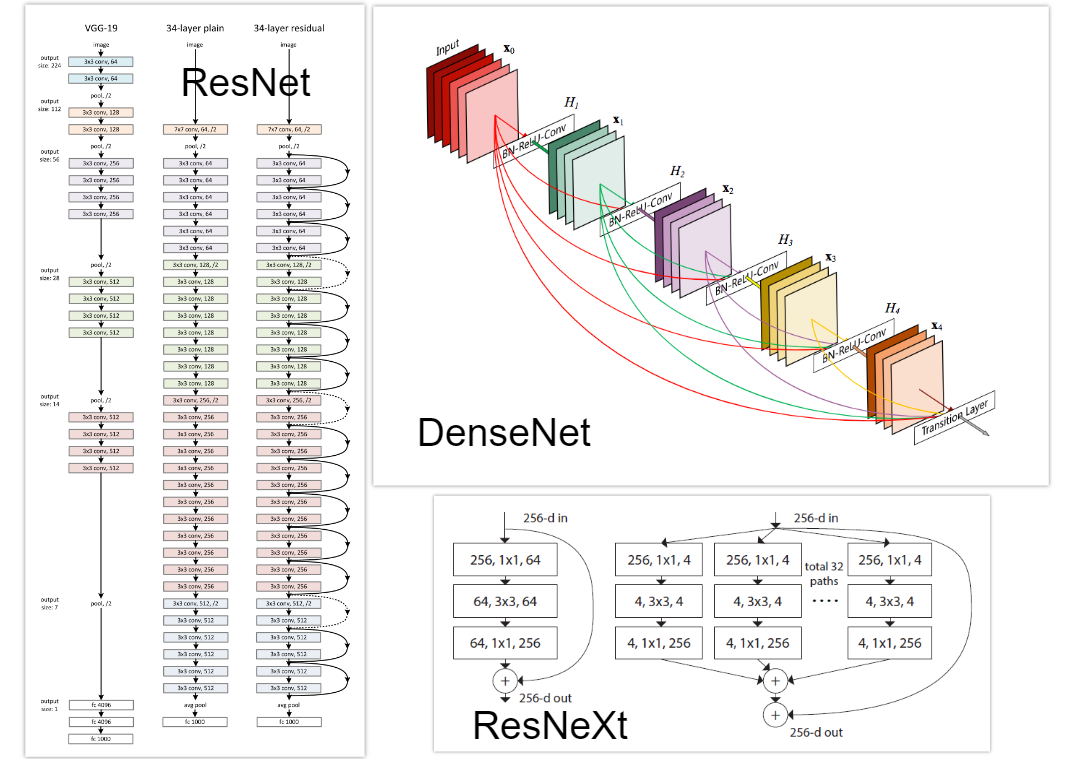 VGG-19
image
output
size: 224
3x3 conv, 64
3x3 conv, 64
pool, /2
output
size: 112
3x3 conv, 128
3x3 conv, 128
pool, /2
output
size: 56
3x3 conv, 256
3x3 conv, 256
3x3 conv, 256
3x3 conv, 256
pool, /2
output
size: 28
3x3 conv, 512
3x3 conv, 512
3x3 conv, 512
3x3 conv, 512
pool, /2
output
size: 14
3x3 conv, 512
3x3 conv, 512
3x3 conv, 512
3x3 conv, 512
pool, /2
output
size: 7
output
size: 1
fc 4096
fc 4096
fc 1000
34-layer plain
image
7x7 conv, 64, /2
pool, /2
3x3 conv, 64
3x3 conv, 64
3x3 conv, 64
3x3 conv, 64
3x3 conv, 64
3x3 conv, 64
3x3 conv, 128, /2
3x3 conv, 128
3x3 conv, 128
3x3 conv, 128
3x3 conv, 128
3x3 conv, 128
3x3 conv, 128
3x3 conv, 128
3x3 conv, 256, /2
3x3 conv, 256
3x3 conv, 256
3x3 conv, 256
3x3 conv, 256
3x3 conv, 256
3x3 conv, 256
3x3 conv, 256
3x3 conv, 256
3x3 conv, 256
3x3 conv, 256
3x3 conv, 256
3x3 conv, 512, /2
3x3 conv, 512
3x3 conv, 512
3x3 conv, 512
3x3 conv, 512
3x3 conv, 512
avg pool
fc 1000
34-layer residual
image
7x7 conv, 64, /2
pool, /2
3x3 conv, 64
3x3 conv, 64
3x3 conv, 64
3x3 conv, 64
3x3 conv, 64
3x3 conv, 64
3x3 conv, 128, /2
3x3 conv, 128
3x3 conv, 128
3x3 conv, 128
3x3 conv, 128
3x3 conv, 128
3x3 conv, 128
3x3 conv, 128
3x3 conv, 256, /2
3x3 conv, 256
3x3 conv, 256
3x3 conv, 256
3x3 conv, 256
3x3 conv, 256
3x3 conv, 256
3x3 conv, 256
3x3 conv, 256
3x3 conv, 256
3x3 conv, 256
3x3 conv, 256
3x3 conv, 512, /2
3x3 conv, 512
3x3 conv, 512
3x3 conv, 512
3x3 conv, 512
3x3 conv, 512
avg pool
fc 1000
ResNet
Input
x0
H1
BN-ReLU-Conv
x1
H2
BN-ReLU-Conv
x2
H3
BN-ReLU-Conv
x3
H4
BN-ReLU-Conv
x4
Transition Layer
DenseNet
256-d in
256, 1x1, 64
64, 3x3, 64
64, 1x1, 256
+
256-d out
256-d in
256, 1x1, 4
256, 1x1, 4
total 32
paths
....
256, 1x1, 4
4, 3x3, 4
4, 3x3, 4
4, 3x3, 4
4, 1x1, 256
4, 1x1, 256
4, 1x1, 256
+
+
256-d out
ResNeXt